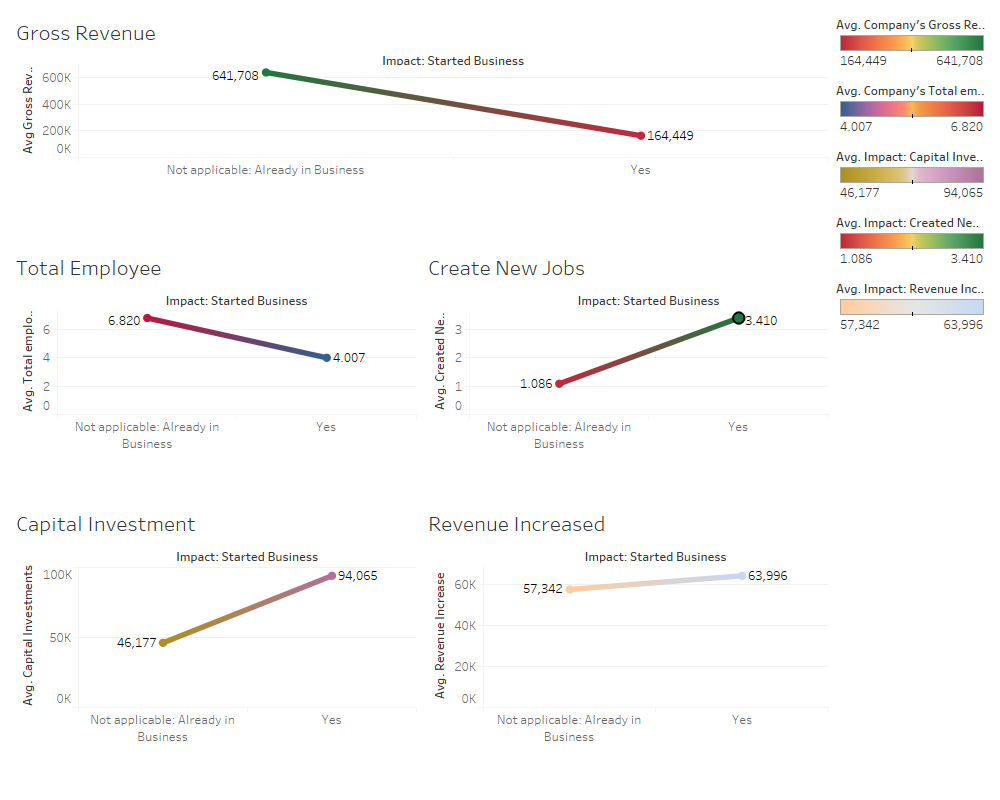 Gross Revenue
Impact: Started Business
Avg Gross Rev..
600K
400K
200K
0K
641,708
164,449
Not applicable: Already in Business
Yes
Avg. Company's Gross Re..
164,449 641,708
Avg. Company's Total em..
4.007 6.820
Avg. Impact: Capital Inve..
46,177 94,065
Avg. Impact: Created Ne..
1.086 3.410
Avg. Impact: Revenue Inc..
57,342 63,996
Total Employee
Impact: Started Business
Avg. Total emplo..
6
4
2
0
6.820
4.007
Not applicable: Already in
Business
Yes
Create New Jobs
Impact: Started Business
Avg. Created Ne..
3
2
1
0
1.086
3.410
Not applicable: Already in
Business
Yes
Capital Investment
Impact: Started Business
Avg. Capital Investments
100K
50K
0K
46,177
94,065
Not applicable: Already in
Business
Yes
Revenue Increased
Impact: Started Business
Avg. Revenue Increase
60K
40K
20K
0K
57,342
63,996
Not applicable: Already in
Business
Yes